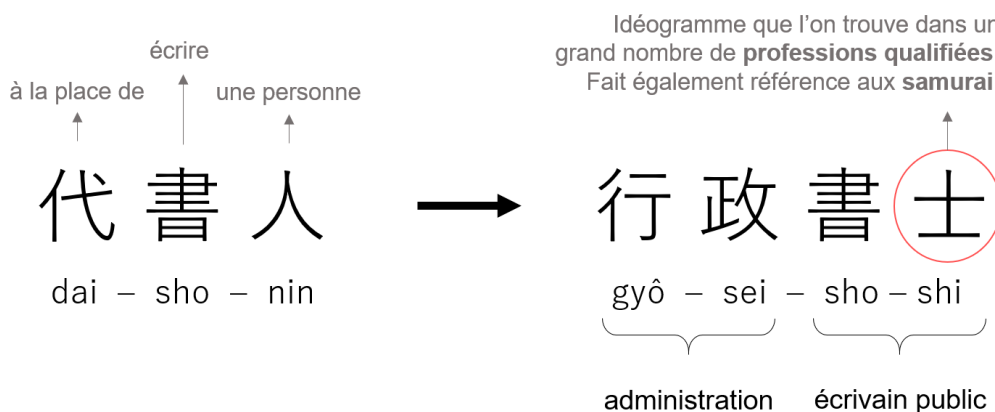 écrire
à la place de
une personne
代書人
dai – sho – nin
Idéogramme que l'on trouve dans un
grand nombre de professions qualifiées
Fait également référence aux samurai
行政書士
gyô – sei – sho – shi
administration
écrivain public